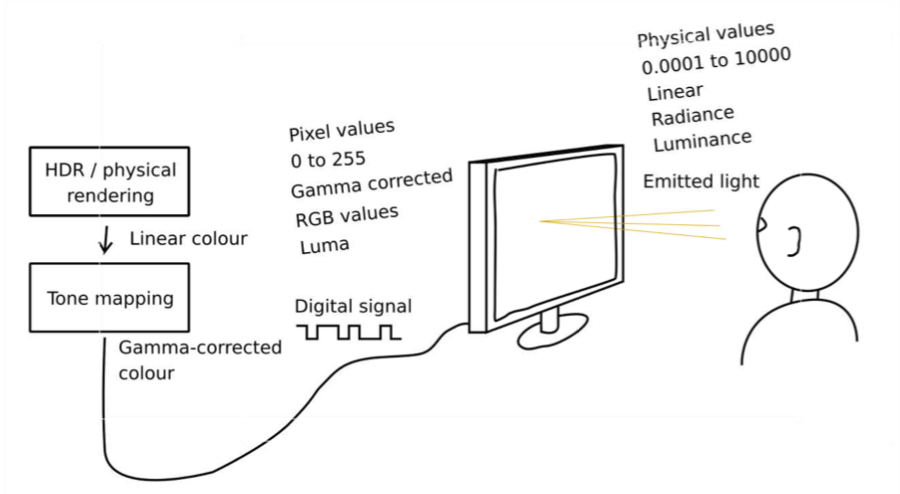 HDR / physical
rendering
Linear colour
Tone mapping
Gamma-corrected
colour
Pixel values
0 to 255
Gamma corrected
RGB values
Luma
Digital signal
Physical values
0.0001 to 10000
Linear
Radiance
Luminance
Emitted light